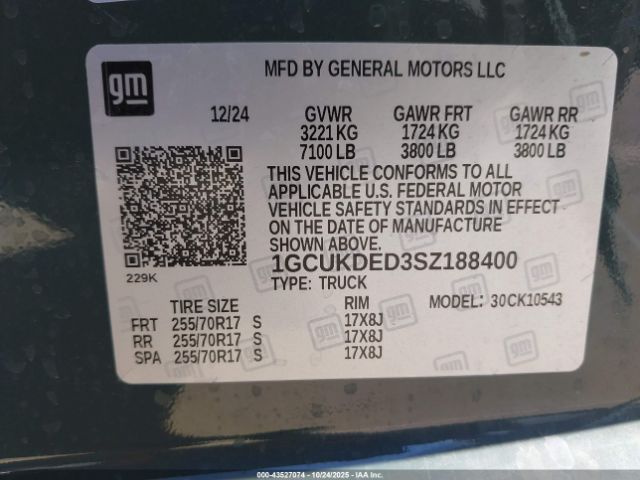 gm
MFD BY GENERAL MOTORS LLC
12/24 GVWR GAWR FRT GAWR RR
3221 KG 1724 KG 1724 KG
7100 LB 3800 LB 3800 LB
THIS VEHICLE CONFORMS TO ALL
APPLICABLE U.S. FEDERAL MOTOR
VEHICLE SAFETY STANDARDS IN EFFECT
ON THE DATE OF MANUFACTURE
SHOWN ABOVE.
1GCUKDED3SZ188400
229K
TYPE: TRUCK
TIRE SIZE RIM MODEL: 30CK10543
FRT 255/70R17 S 17X8J
RR 255/70R17 S 17X8J
SPA 255/70R17 S 17X8J
000-43527074 - 10/24/2025 - IAA Inc.